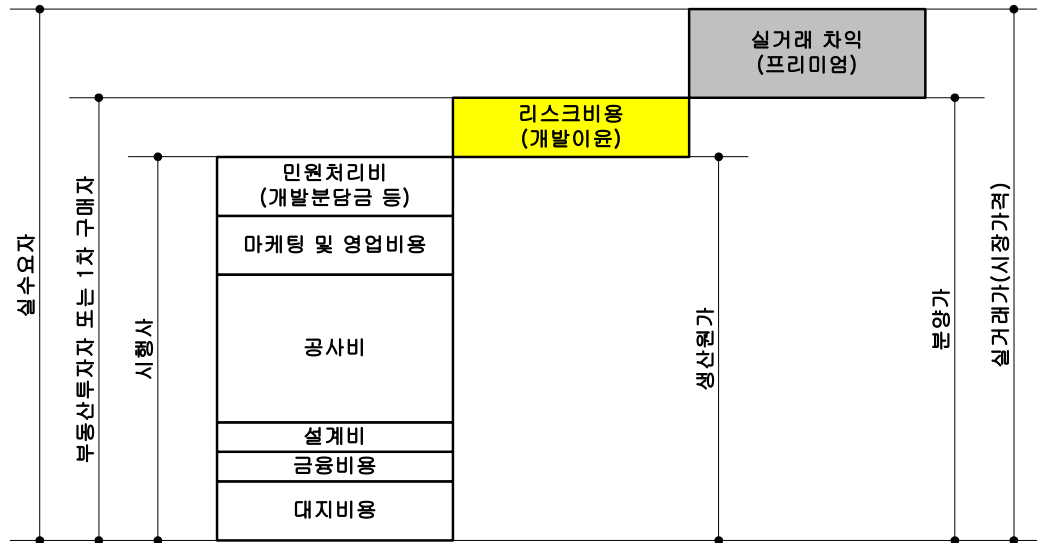 실거래 차익
(프리미엄)
리스크비용
(개발이윤)
민원처리비
(개발분담금 등)
마케팅 및 영업비용
공사비
설계비
금융비용
대지비용
실수요자
부동산투자자 또는 1차 구매자
시행사
생산원가
분양가
실거래가(시장가격)